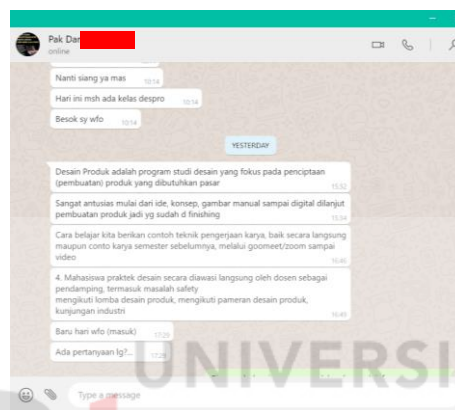 Pak Dar
online
Nanti siang ya mas 10:14
Hari ini msh ada kelas despro 10:14
Besok sy wfo 10:14
YESTERDAY
Desain Produk adalah program studi desain yang fokus pada penciptaan
(pembuatan) produk yang dibutuhkan pasar 15:32
Sangat antusias mulai dari ide, konsep, gambar manual sampai digital dilanjut
pembuatan produk jadi yg sudah d finishing 15:34
Cara belajar kita berikan contoh teknik pengerjaan karya, baik secara langsung
maupun conto karya semester sebelumnya, melalui goomeet/zoom sampai
video 16:46
4. Mahasiswa praktek desain secara diawasi langsung oleh dosen sebagai
pendamping, termasuk masalah safety
mengikuti lomba desain produk, mengikuti pameran desain produk,
kunjungan industri 16:49
Baru hari wfo (masuk) 17:25
Ada pertanyaan lg?... 17:28
UNIVERSI
Type a message